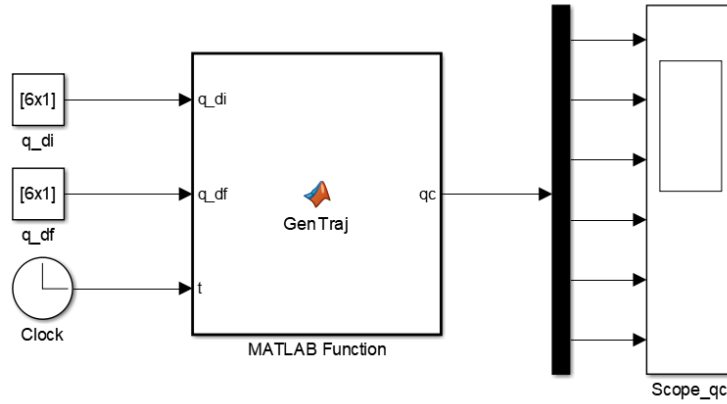 [6x1]
q_di
[6x1]
q_df
Clock
q_di
q_df
t
GenTraj
qc
MATLAB Function
Scope_qc